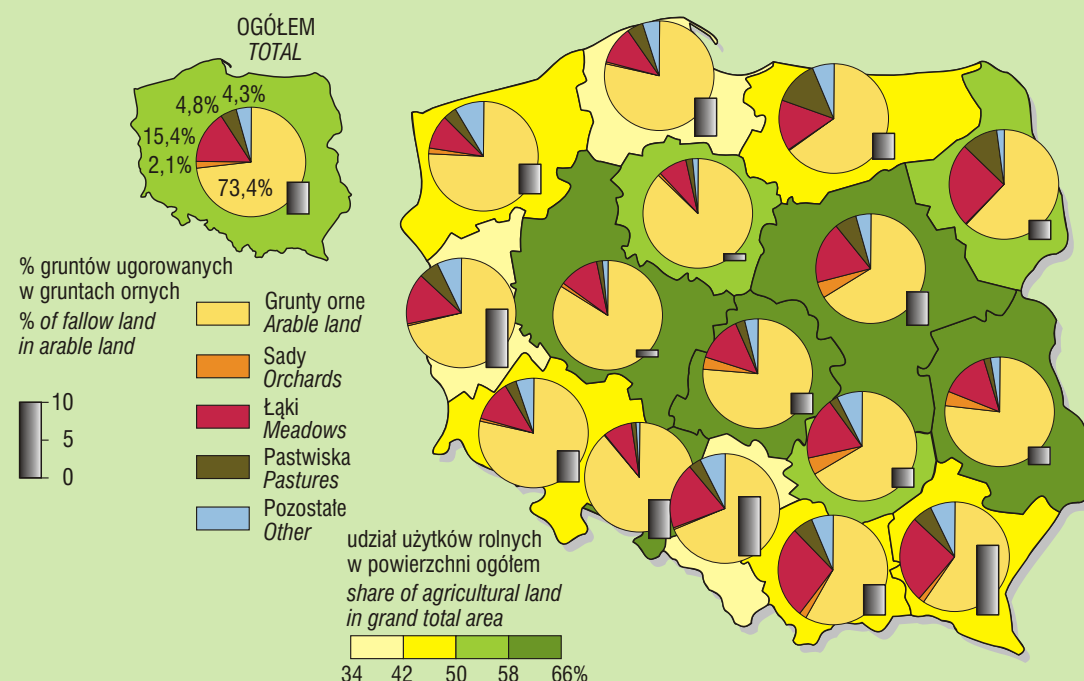 OGÓŁEM
TOTAL
4,8%
4,3%
15,4%
2,1%
73,4%
% gruntów ugorowanych
w gruntach ornych
% of fallow land
in arable land
10
5
0
Grunty orne
Arable land
Sady
Orchards
Łąki
Meadows
Pastwiska
Pastures
Pozostałe
Other
udział użytków rolnych
w powierzchni ogółem
share of agricultural land
in grand total area
34 42 50 58 66%